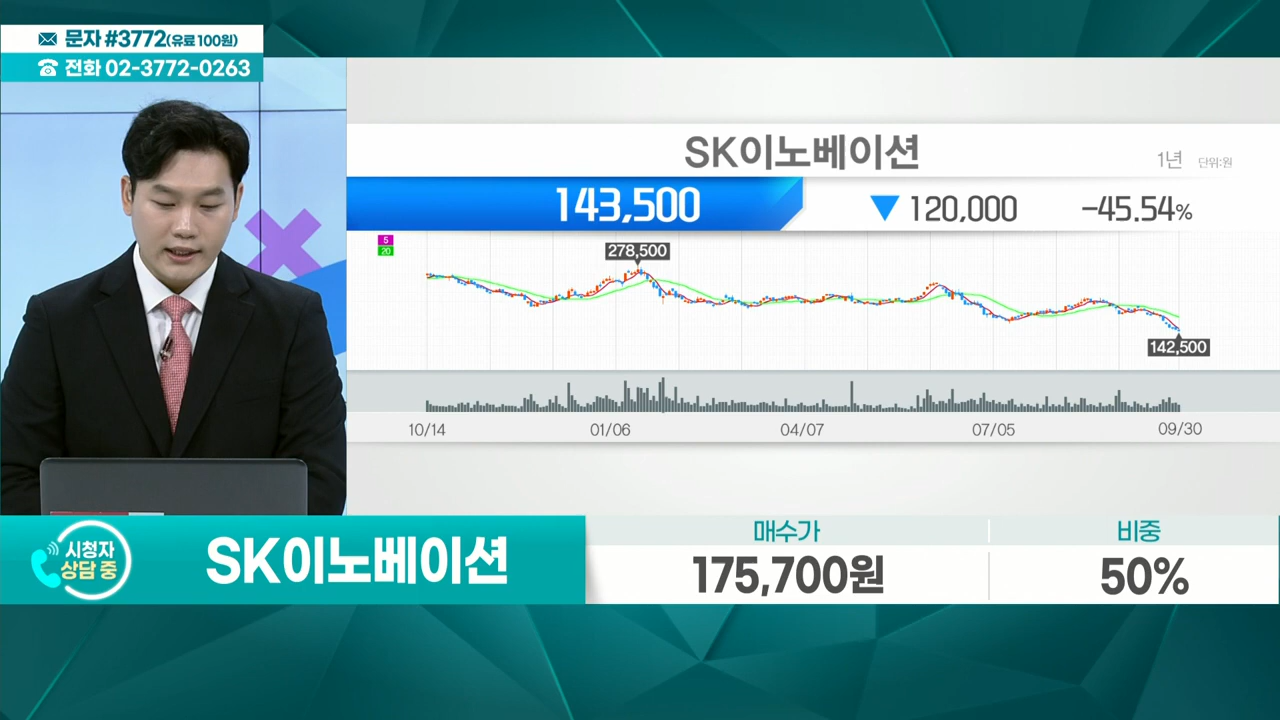 문자 #3772(유료 100원)
전화 02-3772-0263
SK이노베이션
1년 단위:원
143,500 ▼ 120,000 -45.54%
5
20
278,500
142,500
10/14 01/06 04/07 07/05 09/30
시청자
상담 중
SK이노베이션
매수가 비중
175,700원 50%